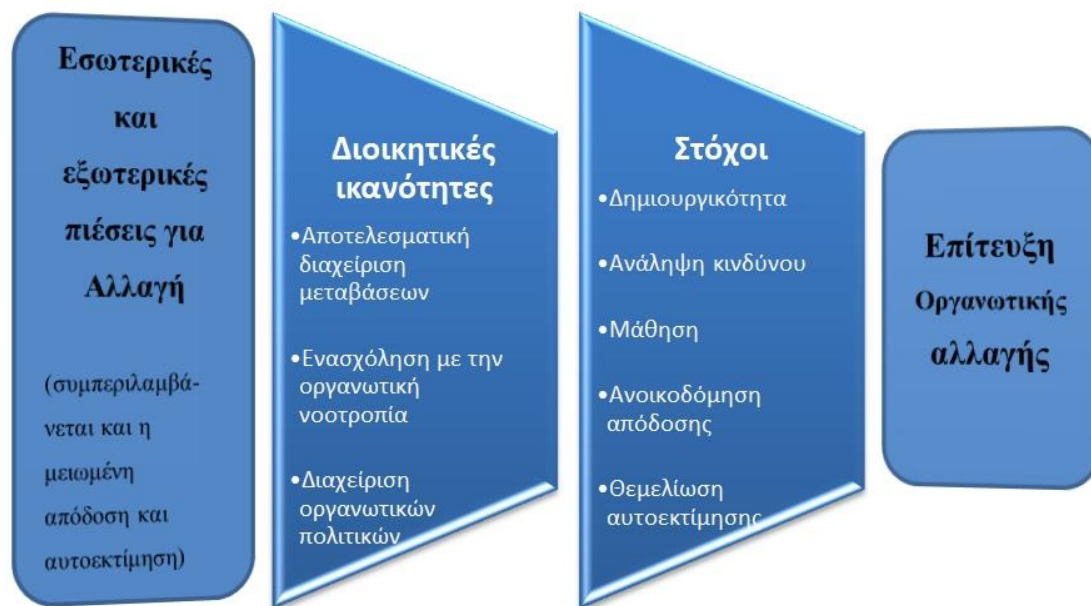 Εσωτερικές
και
εξωτερικές
πιέσεις για
Αλλαγή
(συμπεριλαμβά-
νεται και η
μειωμένη
απόδοση και
αυτοεκτίμηση)
Διοικητικές
ικανότητες
•Αποτελεσματική
διαχείριση
μεταβάσεων
•Ενασχόληση με την
οργανωτική
νοοτροπία
•Διαχείριση
οργανωτικών
πολιτικών
Στόχοι
•Δημιουργικότητα
•Ανάληψη κινδύνου
•Μάθηση
•Ανοικοδόμηση
απόδοσης
•Θεμελίωση
αυτοεκτίμησης
Επίτευξη
Οργανωτικής
αλλαγής